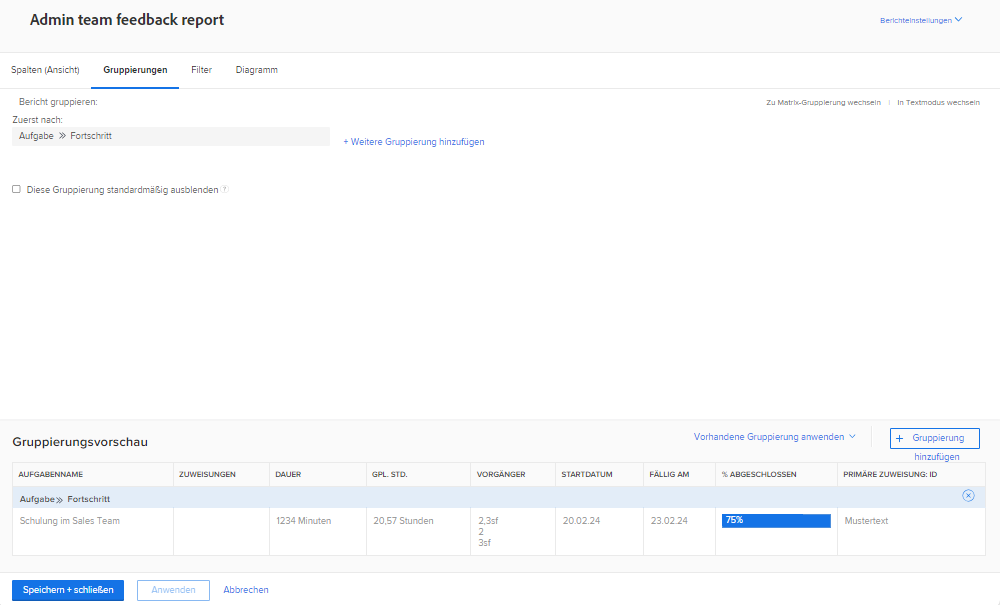 Admin team feedback report
Berichteinstellungen
Spalten (Ansicht) Gruppierungen Filter Diagramm
Bericht gruppieren:
Zu Matrix-Gruppierung wechseln | In Textmodus wechseln
Zuerst nach:
Aufgabe >> Fortschritt
+ Weitere Gruppierung hinzufügen
Diese Gruppierung standardmäßig ausblenden ?
Gruppierungsvorschau
Vorhandene Gruppierung anwenden
+ Gruppierung
hinzufügen
AUFGABENNAME ZUWEISUNGEN DAUER GPL. STD. VORGÄNGER STARTDATUM FÄLLIG AM % ABGESCHLOSSEN PRIMÄRE ZUWEISUNG: ID
Aufgabe >> Fortschritt
Schulung im Sales Team 1234 Minuten 20,57 Stunden 2,3sf 20.02.24 23.02.24 75% Mustertext
2
3sf
Speichern + schließen Anwenden Abbrechen